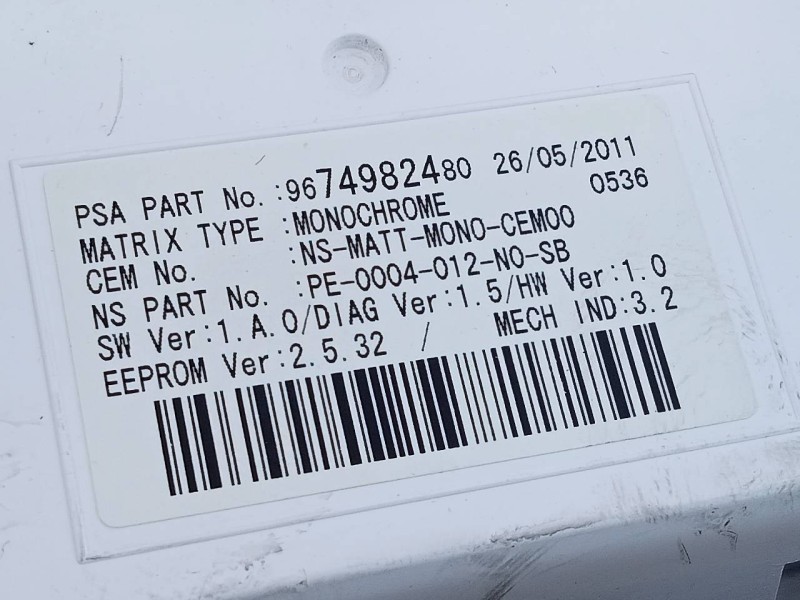 PSA PART No. :9674982480 26/05/2011
MATRIX TYPE :MONOCHROME 0536
CEM No. :NS-MATT-MONO-CEM00
NS PART No. :PE-0004-012-NO-SB
SW Ver:1.A.0/DIAG Ver:1.5/HW Ver:1.0
EEPROM Ver:2.5.32 / MECH IND:3.2